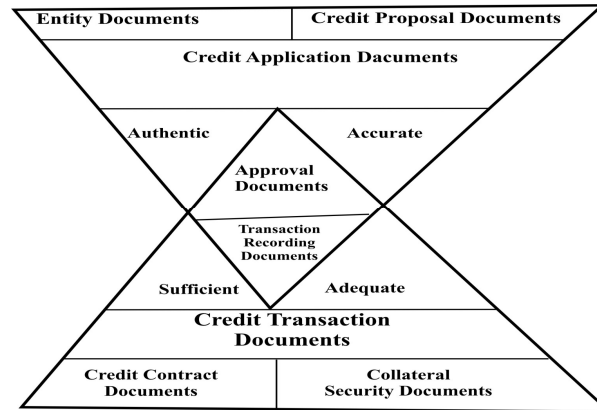 Entity Documents
Credit Proposal Documents
Credit Application Dacuments
Authentic
Accurate
Approval
Documents
Transaction
Recording
Documents
Sufficient
Adequate
Credit Transaction
Documents
Credit Contract
Documents
Collateral
Security Documents